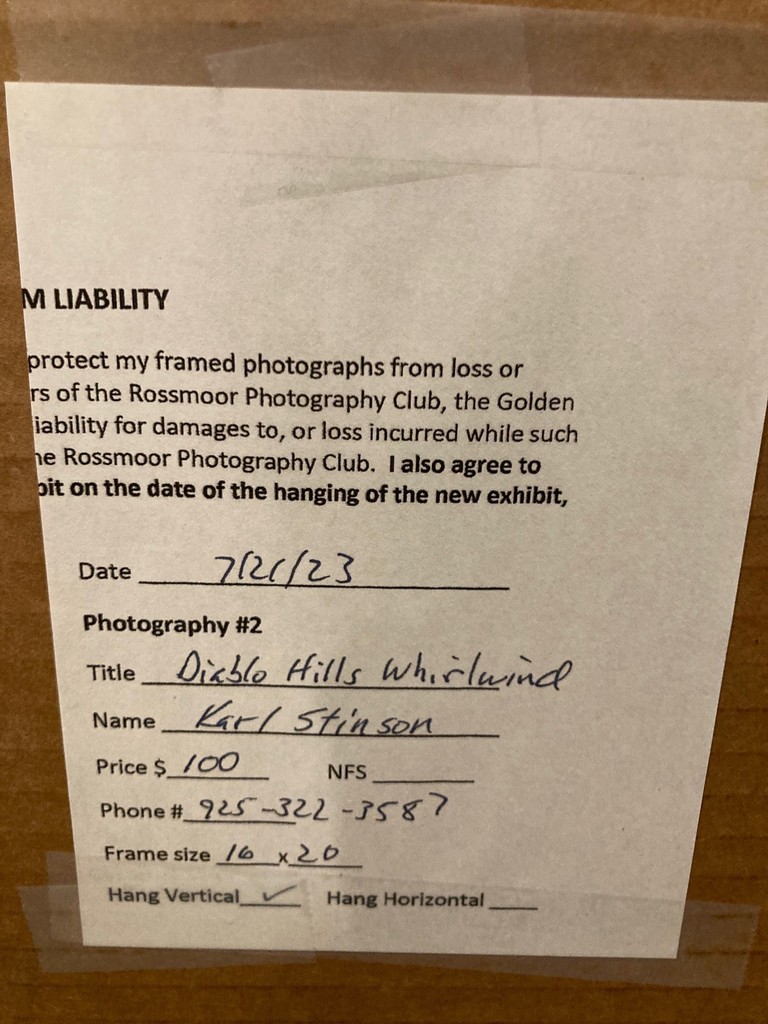 M LIABILITY
protect my framed photographs from loss or
rs of the Rossmoor Photography Club, the Golden
iability for damages to, or loss incurred while such
he Rossmoor Photography Club. I also agree to
bit on the date of the hanging of the new exhibit,
Date 7/21/23
Photography #2
Title Diablo Hills Whirlwind
Name Karl Stinson
Price $ 100 NFS
Phone # 925-322-3587
Frame size 16 x 20
Hang Vertical ✓ Hang Horizontal